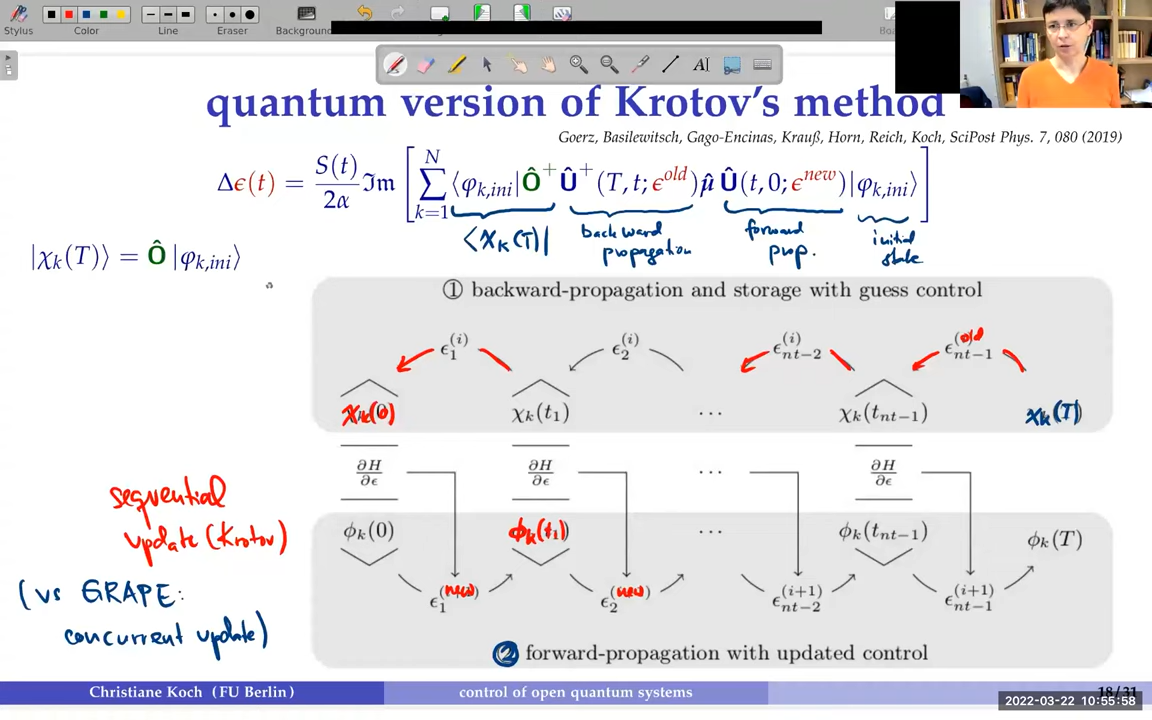 Stylus
Color
Line
Eraser
Background
quantum version of Krotov's method
Goerz, Basilewitsch, Gago-Encinas, Krauß, Horn, Reich, Koch, SciPost Phys. 7, 080 (2019)
Δϵ(t) = S(t)/2α ℑm [ ∑_{k=1}^{N} ⟨φ_{k,ini}|Ô⁺Û⁺(T,t;ϵ^{old})μ̂ Û(t,0;ϵ^{new})|φ_{k,ini}⟩ ]
⟨χ_k(T)|
backward propagation
forward prop.
initial state
|χ_k(T)⟩ = Ô |φ_{k,ini}⟩
① backward-propagation and storage with guess control
ϵ_1^{(i)} ϵ_2^{(i)} ϵ_{nt−2}^{(i)} ϵ_{nt−1}^{old}
χ_k(0) χ_k(t_1) ··· χ_k(t_{nt−1}) χ_k(T)
∂H/∂ϵ ∂H/∂ϵ ··· ∂H/∂ϵ
sequential
update (Krotov)
ϕ_k(0) ϕ_k(t_1) ··· ϕ_k(t_{nt−1}) ϕ_k(T)
(vs GRAPE:
concurrent update)
ϵ_1^{(new)} ϵ_2^{(new)} ϵ_{nt−2}^{(i+1)} ϵ_{nt−1}^{(i+1)}
② forward-propagation with updated control
Christiane Koch (FU Berlin)
control of open quantum systems
18/31
2022-03-22 10:55:58